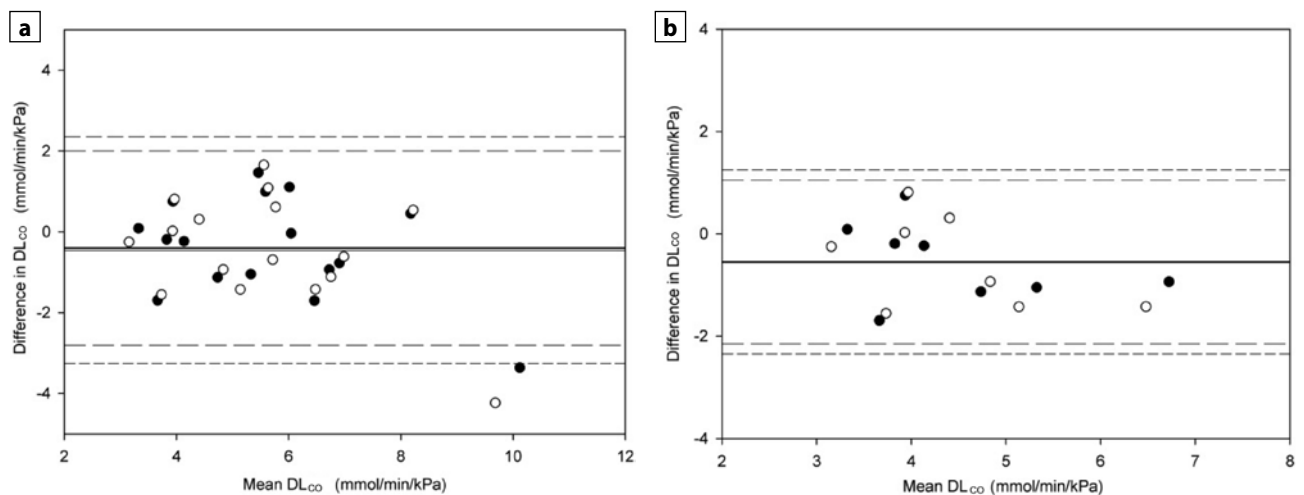 a
Difference in DLCO (mmol/min/kPa)
4
2
0
-2
-4
2 4 6 8 10 12
Mean DLCO (mmol/min/kPa)
b
Difference in DLCO (mmol/min/kPa)
4
2
0
-2
-4
2 3 4 5 6 7 8
Mean DLCO (mmol/min/kPa)